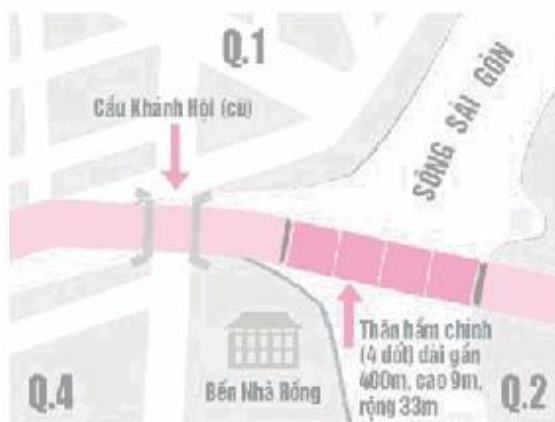 Q.1
Cầu Khánh Hội (cũ)
SÔNG SÀI GÒN
Thân hầm chính
(4 đốt) dài gần
400m, cao 9m,
rộng 33m
Bến Nhà Rồng
Q.4
Q.2